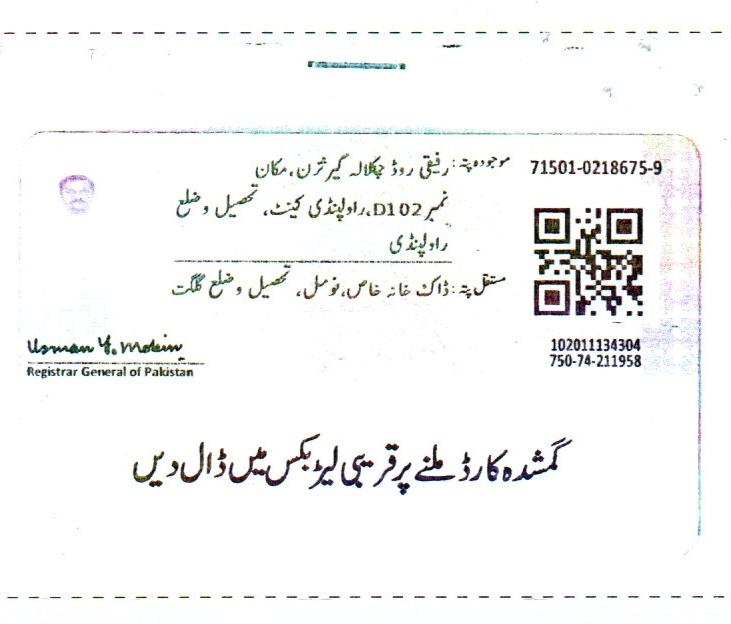 موجودہ پتہ: رفیقی روڈ چکلالہ گیرژن، مکان
نمبر D102، راولپنڈی کینٹ، تحصیل و ضلع
راولپنڈی
مستقل پتہ: ڈاک خانہ خاص، نومل، تحصیل و ضلع گلگت
71501-0218675-9
102011134304
750-74-211958
Usman Y. Mobin
Registrar General of Pakistan
گمشدہ کارڈ ملنے پر قریبی لیٹر بکس میں ڈال دیں